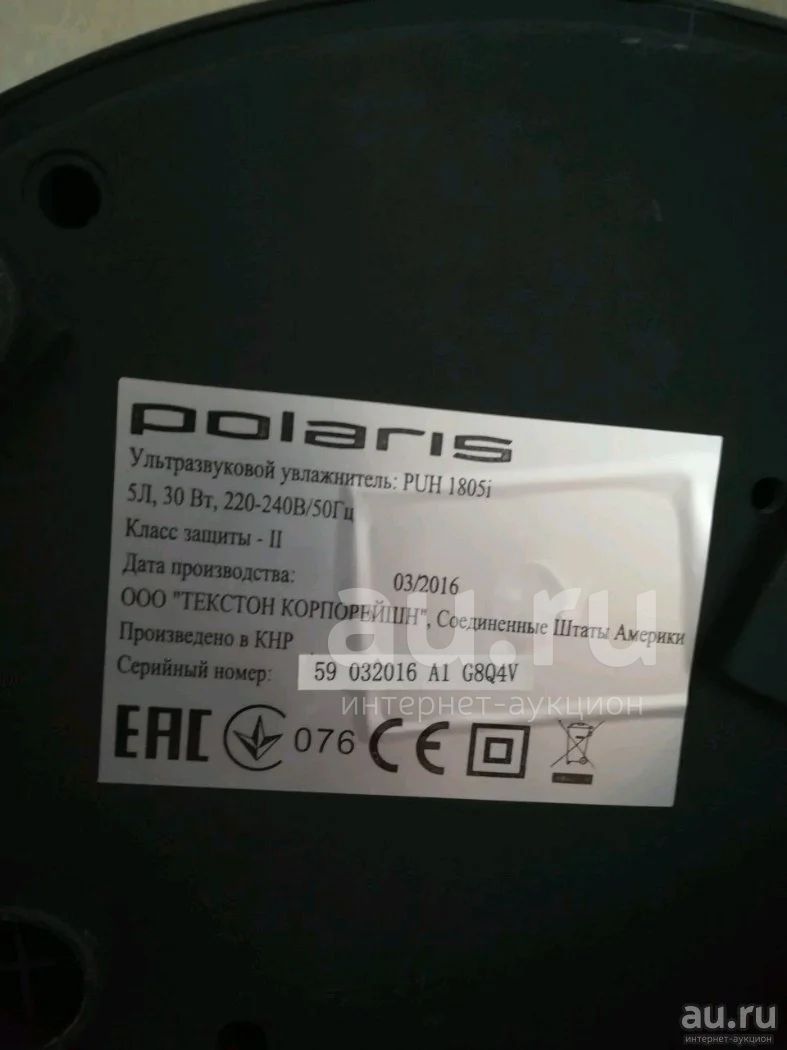 polaris
Ультразвуковой увлажнитель: PUH 1805i
5Л, 30 Вт, 220-240В/50Гц
Класс защиты - II
Дата производства: 03/2016
ООО "ТЕКСТОН КОРПОРЕЙШН", Соединенные Штаты Америки
Произведено в КНР
Серийный номер: 59 032016 A1 G8Q4V
EAC 076 CE
au.ru
интернет-аукцион
au.ru
интернет-аукцион